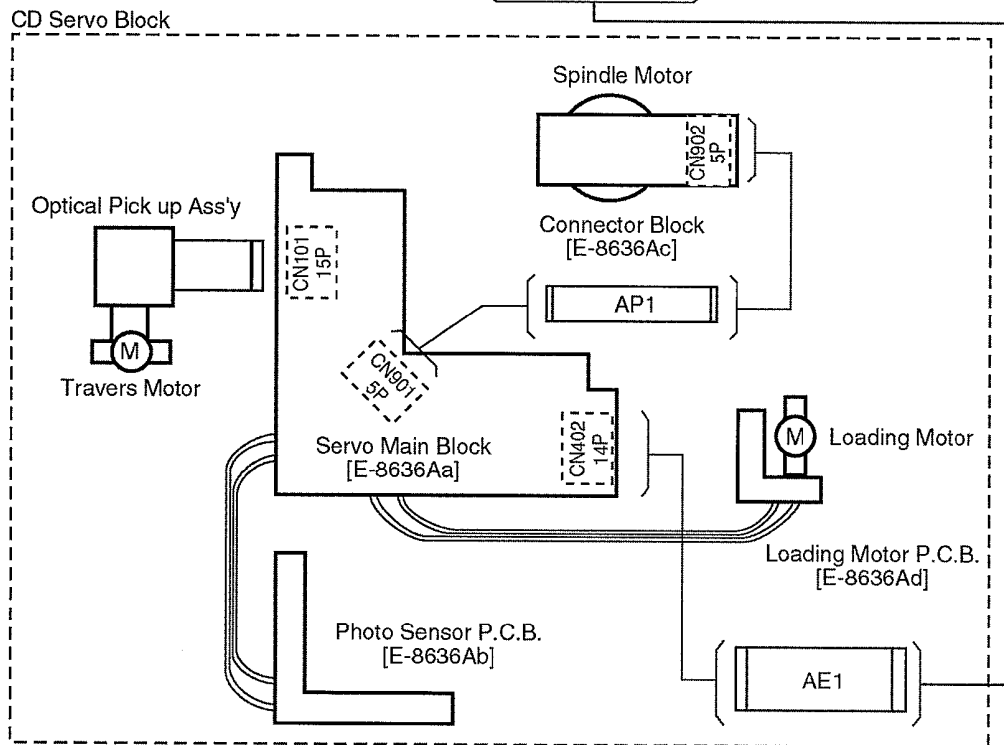 CD Servo Block
Spindle Motor
CN902
5P
Optical Pick up Ass'y
Connector Block
[E-8636Ac]
CN101
15P
AP1
M
Travers Motor
CN901
5P
Servo Main Block
[E-8636Aa]
CN402
14P
M
Loading Motor
Loading Motor P.C.B.
[E-8636Ad]
Photo Sensor P.C.B.
[E-8636Ab]
AE1